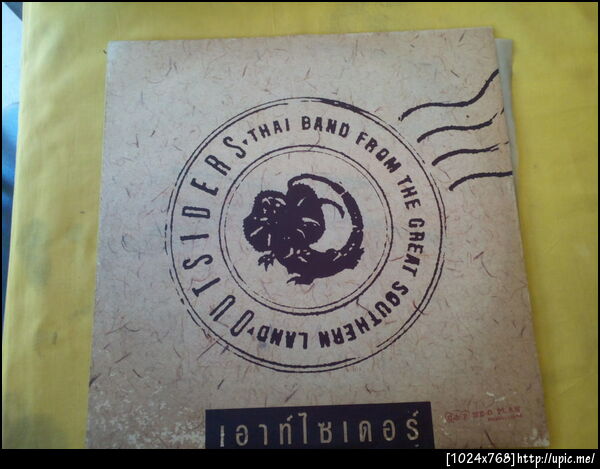 OUTSIDERS•THAI BAND FROM THE GREAT SOUTHERN LAND•
เอาท์ไซเดอร์
[1024x768]http://upic.me/